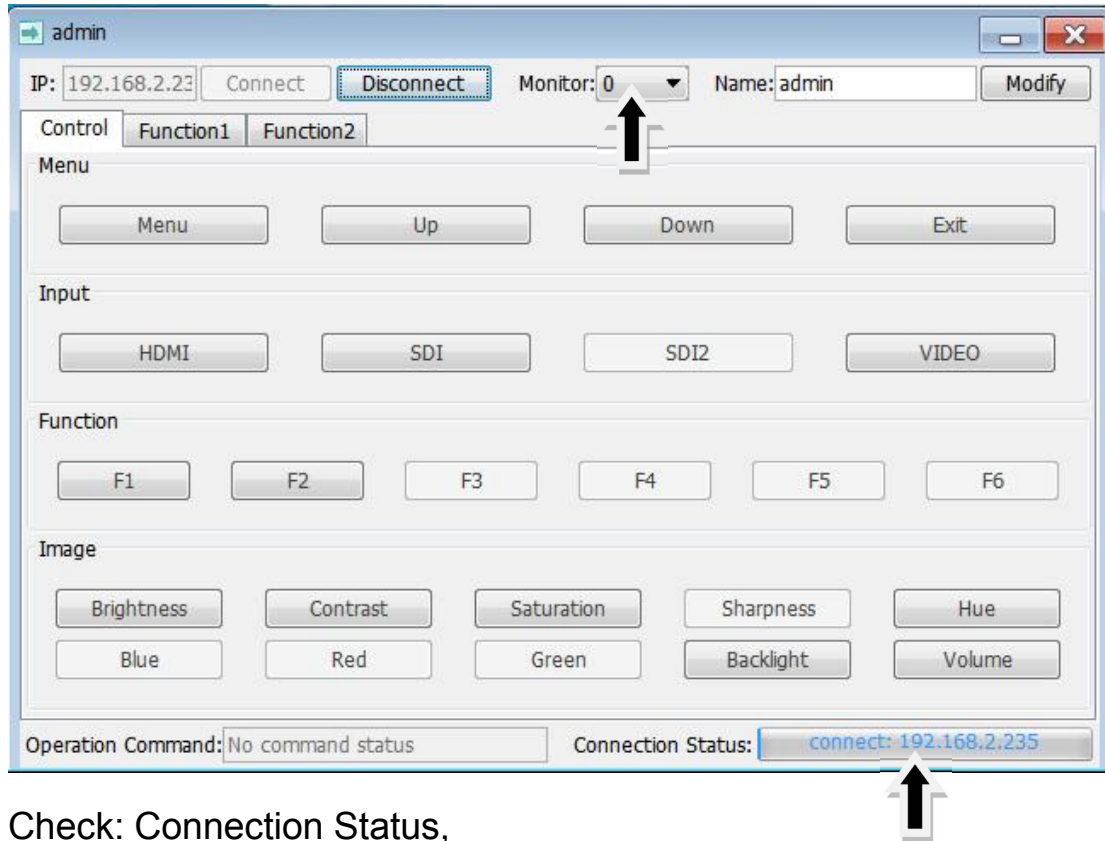 admin
IP: 192.168.2.23 Connect Disconnect Monitor: 0 Name: admin Modify
Control Function1 Function2
Menu
Menu Up Down Exit
Input
HDMI SDI SDI2 VIDEO
Function
F1 F2 F3 F4 F5 F6
Image
Brightness Contrast Saturation Sharpness Hue
Blue Red Green Backlight Volume
Operation Command: No command status Connection Status: connect: 192.168.2.235
Check: Connection Status,